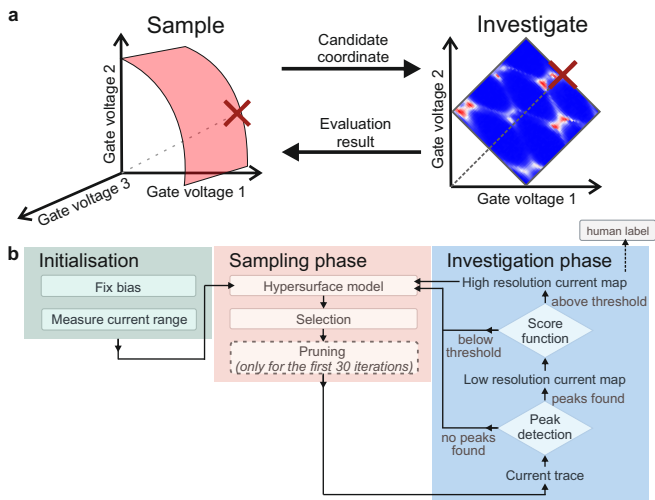 a
Sample
Investigate
Candidate
coordinate
Evaluation
result
Gate voltage 2
Gate voltage 1
Gate voltage 3
Gate voltage 2
Gate voltage 1
b
Initialisation
Fix bias
Measure current range
Sampling phase
Hypersurface model
Selection
Pruning
(only for the first 30 iterations)
human label
Investigation phase
High resolution current map
above threshold
Score
function
below
threshold
Low resolution current map
peaks found
Peak
detection
no peaks
found
Current trace